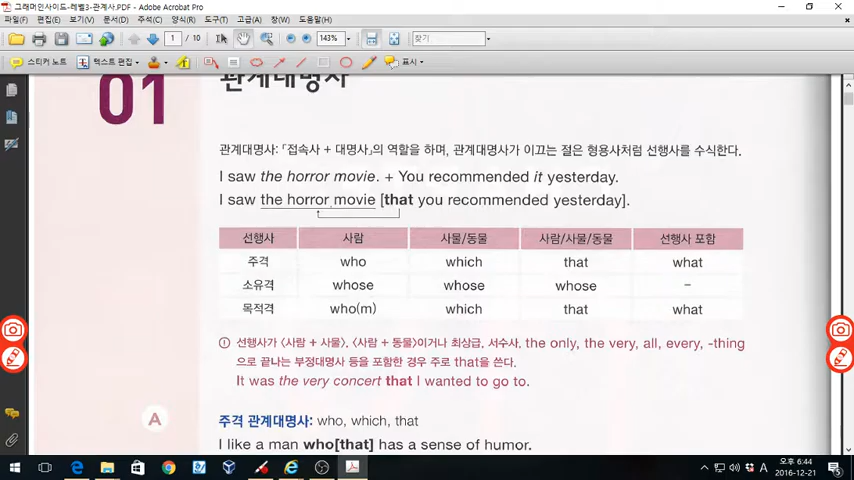 그래머인사이트-레벨3-관계사.PDF - Adobe Acrobat Pro
파일(F) 편집(E) 보기(V) 문서(D) 주석(C) 양식(R) 도구(T) 고급(A) 창(W) 도움말(H)
1 / 10 143% 찾기
스티커 노트 텍스트 편집 표시
01 관계대명사
관계대명사: 「접속사 + 대명사」의 역할을 하며, 관계대명사가 이끄는 절은 형용사처럼 선행사를 수식한다.
I saw the horror movie. + You recommended it yesterday.
I saw the horror movie [that you recommended yesterday].
선행사 사람 사물/동물 사람/사물/동물 선행사 포함
주격 who which that what
소유격 whose whose whose –
목적격 who(m) which that what
! 선행사가 〈사람 + 사물〉, 〈사람 + 동물〉이거나 최상급, 서수사, the only, the very, all, every, -thing
으로 끝나는 부정대명사 등을 포함한 경우 주로 that을 쓴다.
It was the very concert that I wanted to go to.
A 주격 관계대명사: who, which, that
I like a man who[that] has a sense of humor.
A 오후 6:44
2016-12-21
5